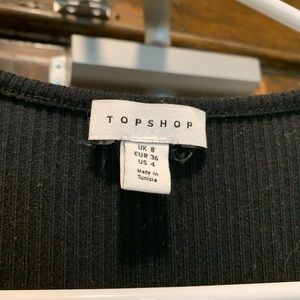 TOPSHOP
UK 8
EUR 36
US 4
Made in
Tunisia